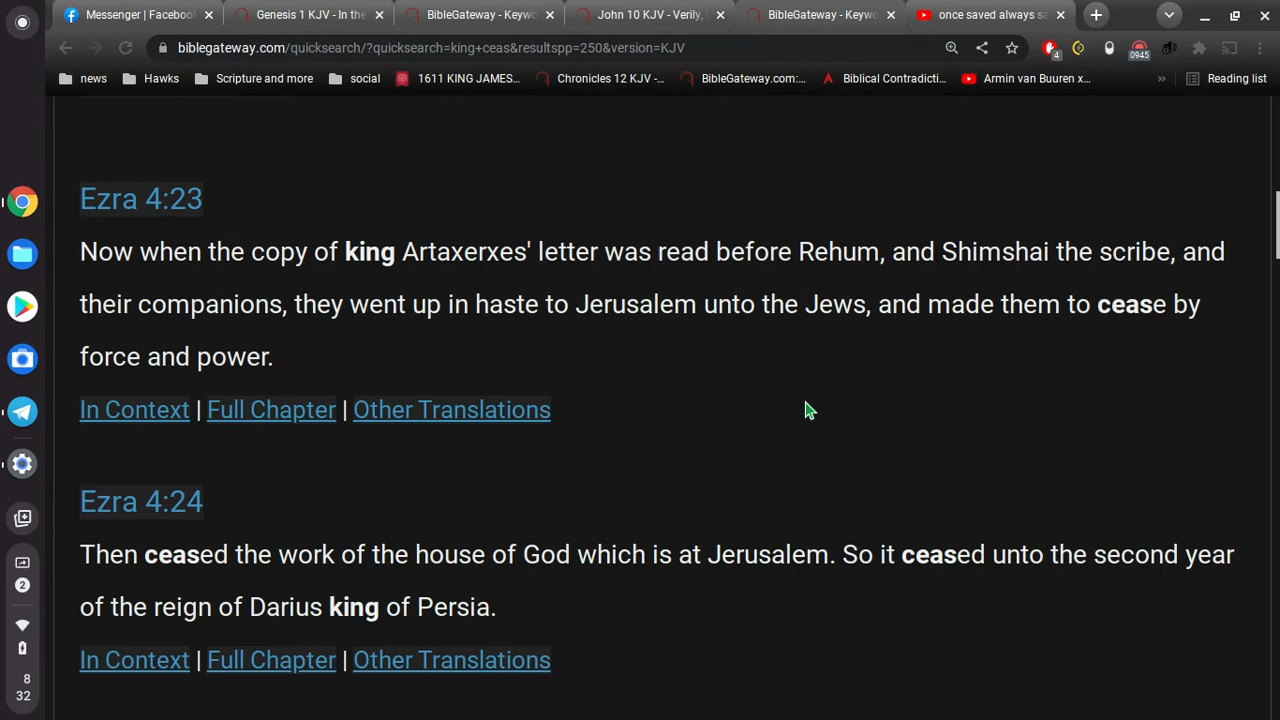 Messenger | Facebook
Genesis 1 KJV - In the
BibleGateway - Keywo
John 10 KJV - Verily, v
BibleGateway - Keywo
once saved always sa
biblegateway.com/quicksearch/?quicksearch=king+ceas&resultspp=250&version=KJV
4
0945
news
Hawks
Scripture and more
social
1611 KING JAMES...
Chronicles 12 KJV -...
BibleGateway.com:...
Biblical Contradicti...
Armin van Buuren x...
»
Reading list
Ezra 4:23
Now when the copy of king Artaxerxes' letter was read before Rehum, and Shimshai the scribe, and
their companions, they went up in haste to Jerusalem unto the Jews, and made them to cease by
force and power.
In Context | Full Chapter | Other Translations
Ezra 4:24
Then ceased the work of the house of God which is at Jerusalem. So it ceased unto the second year
of the reign of Darius king of Persia.
In Context | Full Chapter | Other Translations
2
8
32